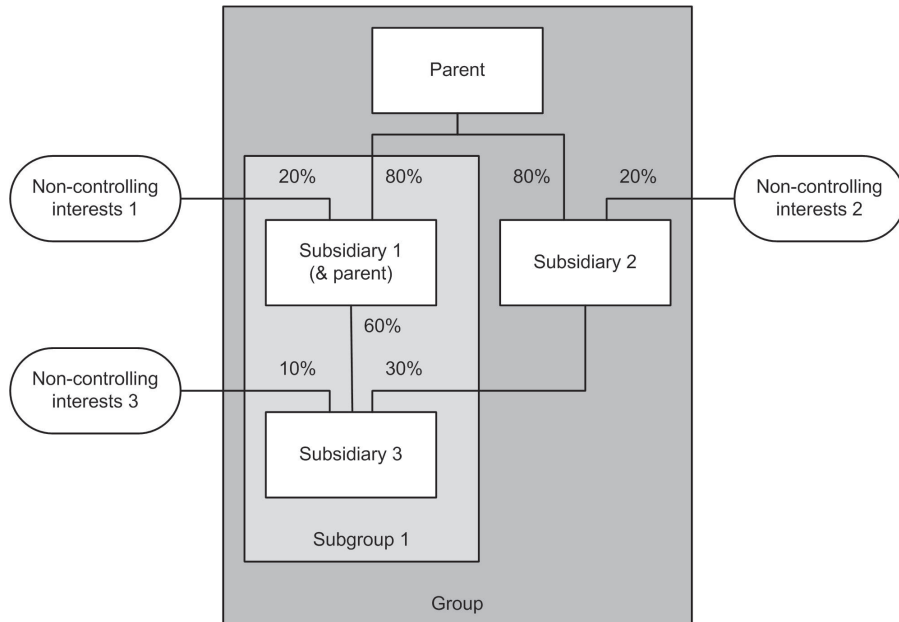 Parent
20%
80%
80%
20%
Non-controlling
interests 1
Non-controlling
interests 2
Subsidiary 1
(& parent)
Subsidiary 2
60%
10%
30%
Non-controlling
interests 3
Subsidiary 3
Subgroup 1
Group